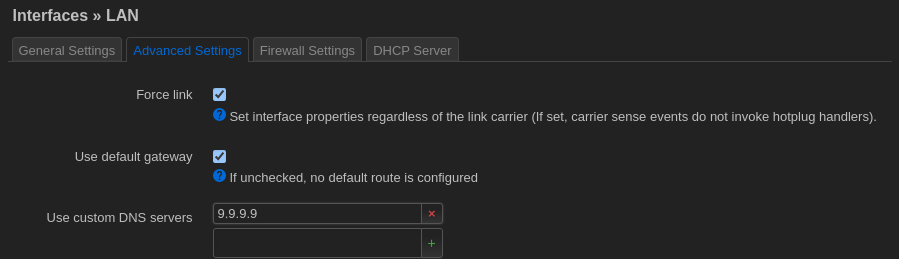 Interfaces » LAN
General Settings Advanced Settings Firewall Settings DHCP Server
Force link
? Set interface properties regardless of the link carrier (If set, carrier sense events do not invoke hotplug handlers).
Use default gateway
? If unchecked, no default route is configured
Use custom DNS servers 9.9.9.9 ×
+